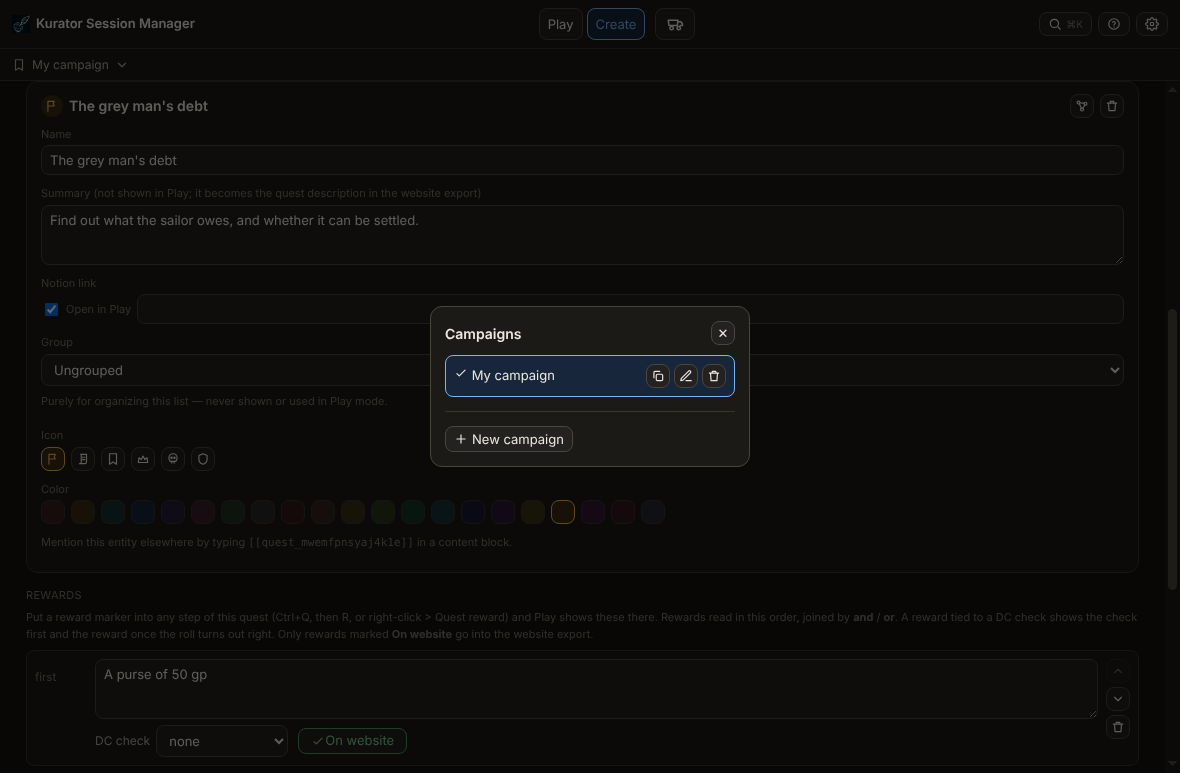 Kurator Session Manager
Play
Create
⌘K
My campaign
The grey man's debt
Name
The grey man's debt
Summary (not shown in Play; it becomes the quest description in the website export)
Find out what the sailor owes, and whether it can be settled.
Notion link
Open in Play
Group
Ungrouped
Purely for organizing this list — never shown or used in Play mode.
Campaigns
My campaign
New campaign
Icon
Color
Mention this entity elsewhere by typing [[quest_mwemfpnsyaj4k1e]] in a content block.
REWARDS
Put a reward marker into any step of this quest (Ctrl+Q, then R, or right-click > Quest reward) and Play shows these there. Rewards read in this order, joined by and / or. A reward tied to a DC check shows the check
first and the reward once the roll turns out right. Only rewards marked On website go into the website export.
first
A purse of 50 gp
DC check
none
On website